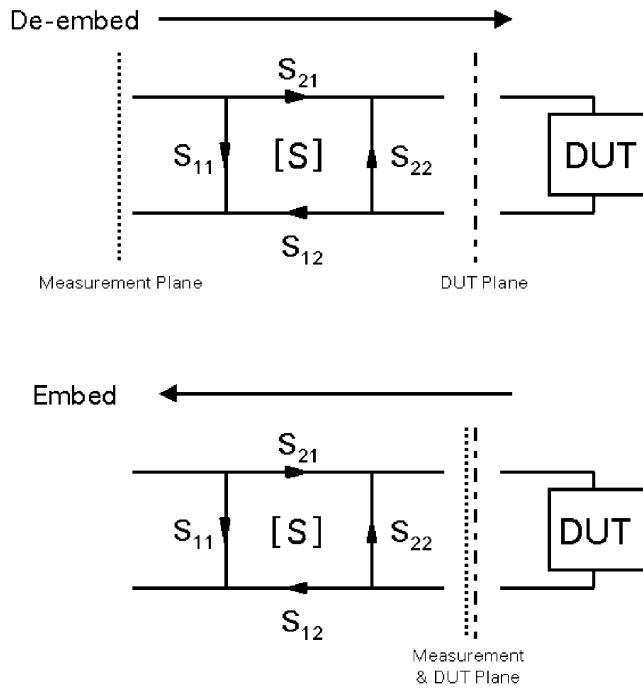 De-embed
S21
S11
[S]
S22
DUT
S12
Measurement Plane
DUT Plane
Embed
S21
S11
[S]
S22
DUT
S12
Measurement
& DUT Plane